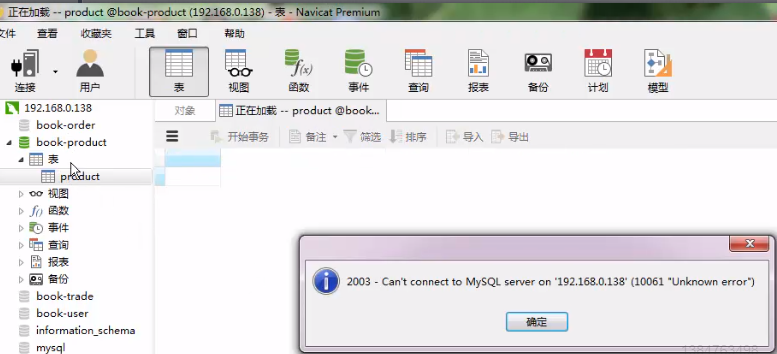 正在加载 -- product @book-product (192.168.0.138) - 表 - Navicat Premium
文件 查看 收藏夹 工具 窗口 帮助
连接 用户 表 视图 函数 事件 查询 报表 备份 计划 模型
192.168.0.138
对象 正在加载 -- product @book...
book-order
book-product
开始事务 备注 筛选 排序 导入 导出
表
product
视图
f() 函数
事件
查询
报表
备份
book-trade
book-user
information_schema
mysql
2003 - Can't connect to MySQL server on '192.168.0.138' (10061 "Unknown error")
确定